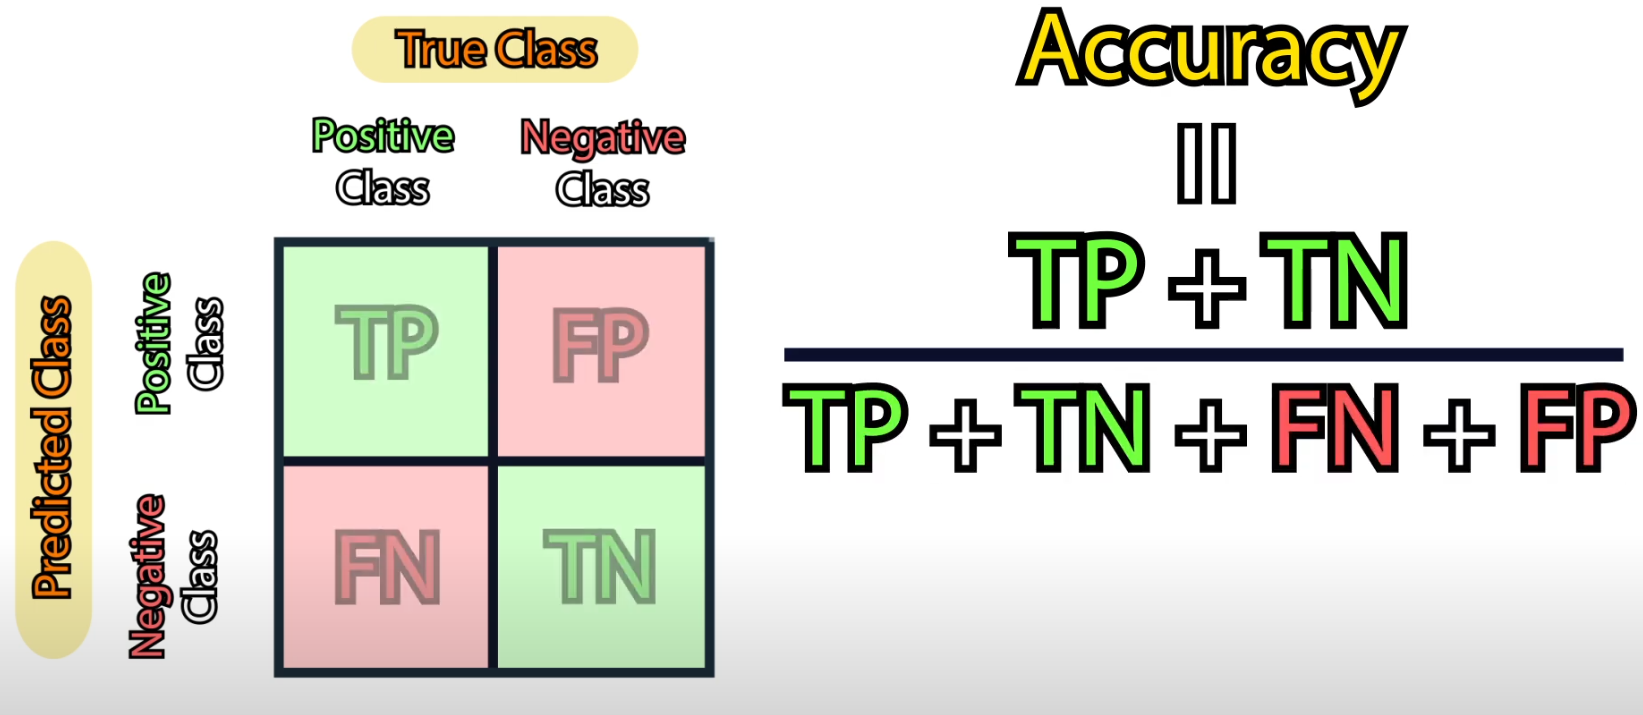 True Class
Positive
Class
Negative
Class
Predicted Class
Positive
Class
Negative
Class
TP
FP
FN
TN
Accuracy
=
TP + TN
TP + TN + FN + FP